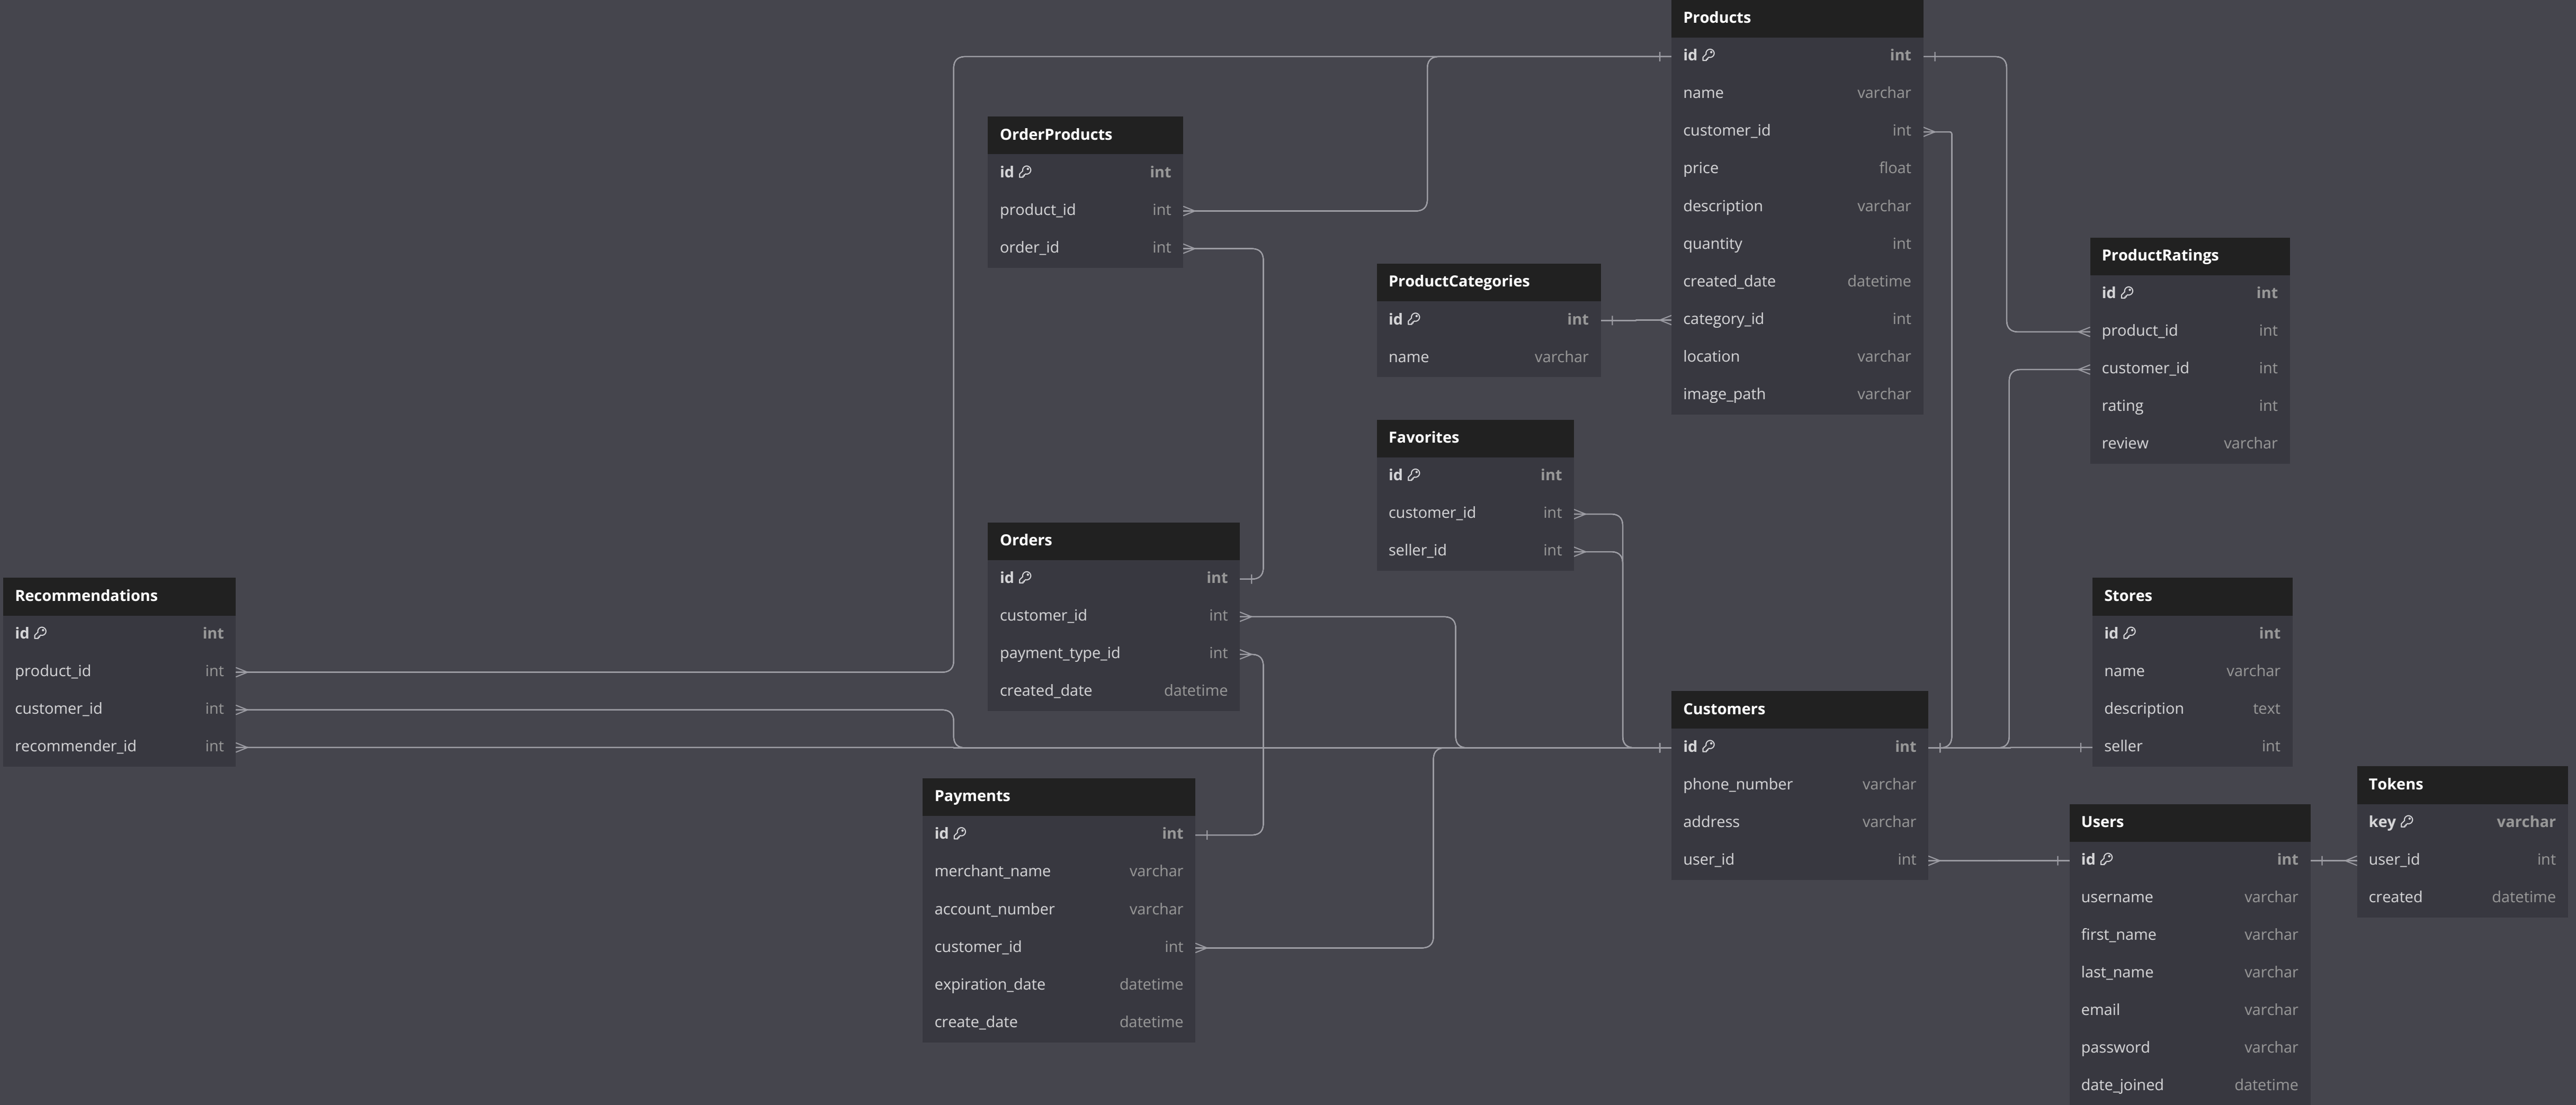 Products
id int
name varchar
customer_id int
price float
description varchar
quantity int
created_date datetime
category_id int
location varchar
image_path varchar
OrderProducts
id int
product_id int
order_id int
ProductCategories
id int
name varchar
ProductRatings
id int
product_id int
customer_id int
rating int
review varchar
Favorites
id int
customer_id int
seller_id int
Orders
id int
customer_id int
payment_type_id int
created_date datetime
Recommendations
id int
product_id int
customer_id int
recommender_id int
Stores
id int
name varchar
description text
seller int
Customers
id int
phone_number varchar
address varchar
user_id int
Payments
id int
merchant_name varchar
account_number varchar
customer_id int
expiration_date datetime
create_date datetime
Users
id int
username varchar
first_name varchar
last_name varchar
email varchar
password varchar
date_joined datetime
Tokens
key varchar
user_id int
created datetime